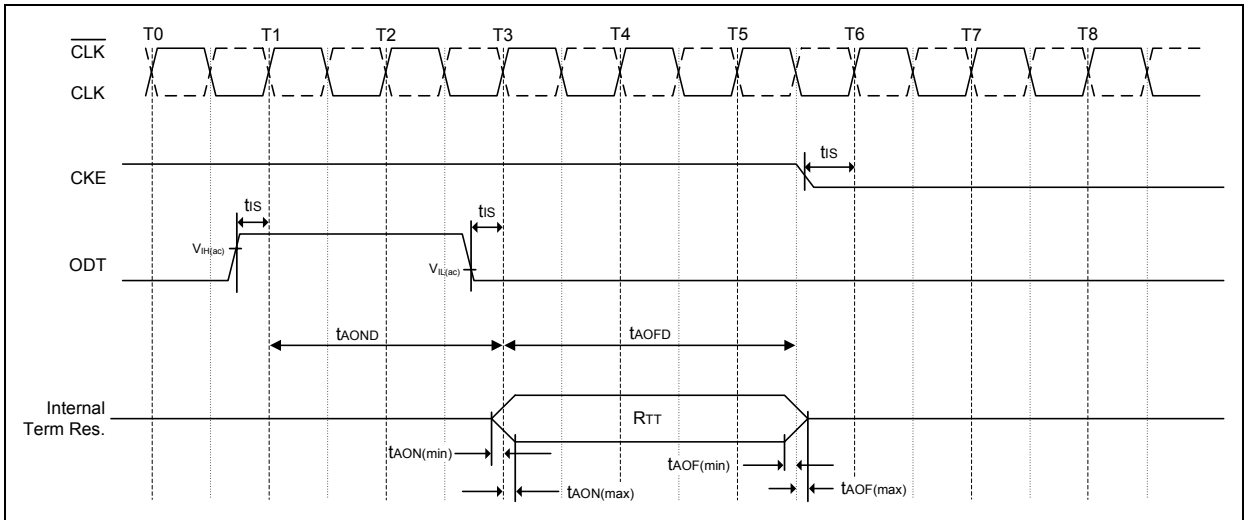 T0 T1 T2 T3 T4 T5 T6 T7 T8
CLK
CLK
tIS
CKE
tIS tIS
VIH(ac)
ODT
VIL(ac)
tAOND tAOFD
Internal
Term Res.
RTT
tAON(min) tAOF(min)
tAON(max) tAOF(max)